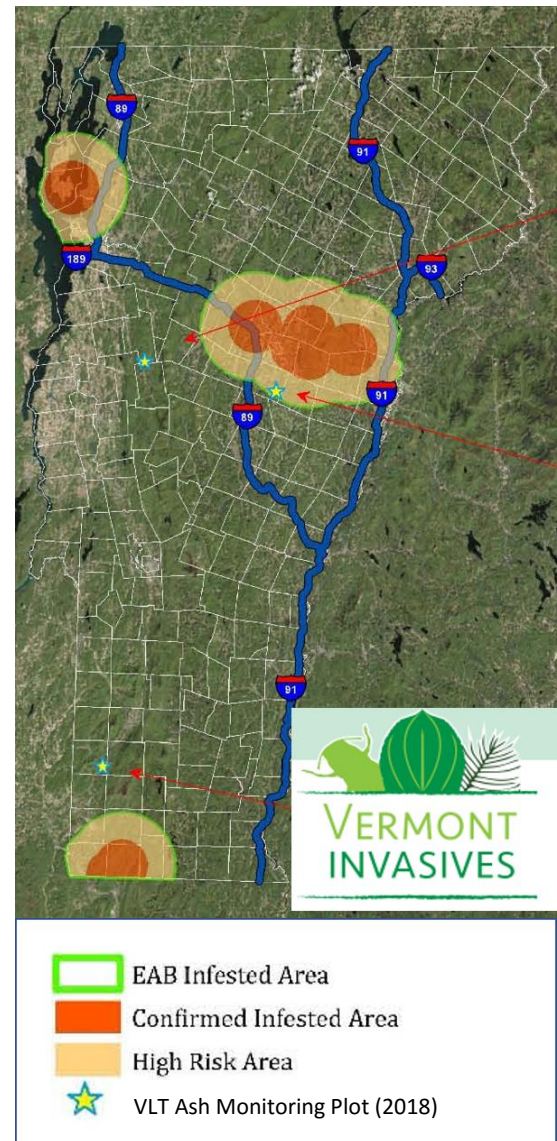 89
91
189
93
89
91
91
VERMONT
INVASIVES
EAB Infested Area
Confirmed Infested Area
High Risk Area
VLT Ash Monitoring Plot (2018)